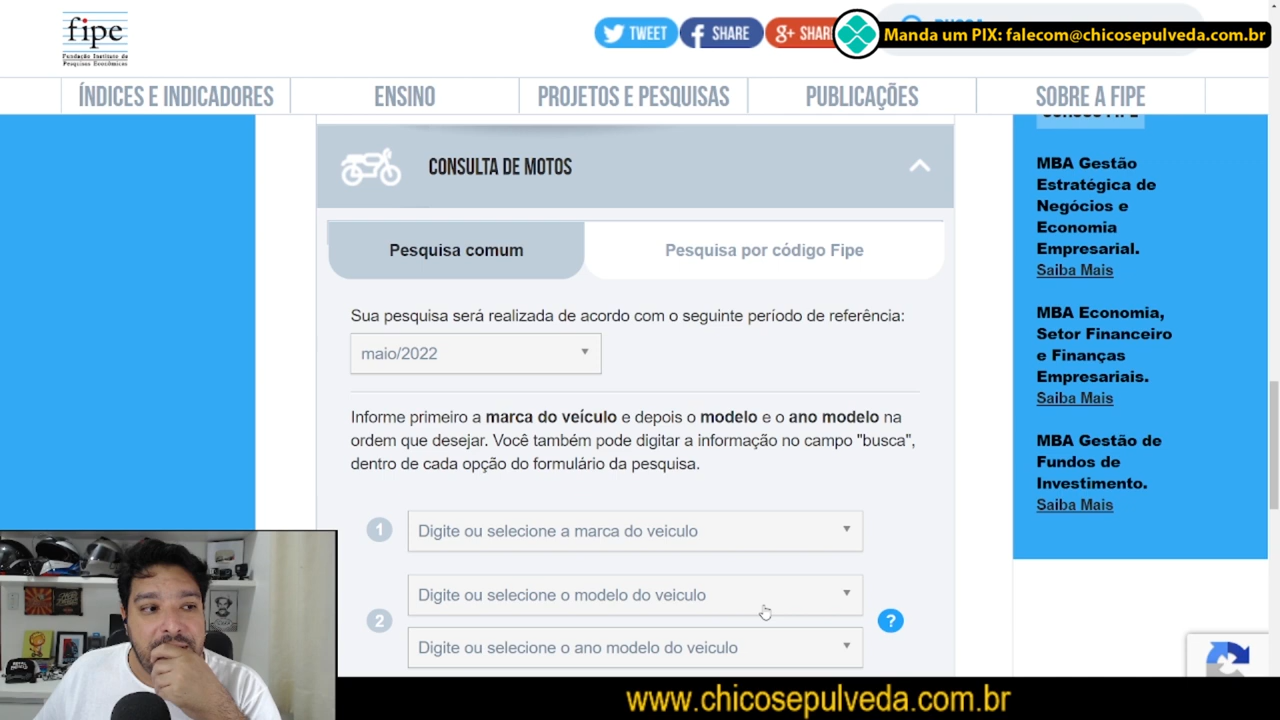 fipe
Fundação Instituto de
Pesquisas Econômicas
TWEET
SHARE
SHARE
Manda um PIX: falecom@chicosepulveda.com.br
ÍNDICES E INDICADORES
ENSINO
PROJETOS E PESQUISAS
PUBLICAÇÕES
SOBRE A FIPE
CONSULTA DE MOTOS
Pesquisa comum
Pesquisa por código Fipe
Sua pesquisa será realizada de acordo com o seguinte período de referência:
maio/2022
Informe primeiro a marca do veículo e depois o modelo e o ano modelo na
ordem que desejar. Você também pode digitar a informação no campo "busca",
dentro de cada opção do formulário da pesquisa.
1
Digite ou selecione a marca do veiculo
2
Digite ou selecione o modelo do veiculo
Digite ou selecione o ano modelo do veiculo
?
MBA Gestão
Estratégica de
Negócios e
Economia
Empresarial.
Saiba Mais
MBA Economia,
Setor Financeiro
e Finanças
Empresariais.
Saiba Mais
MBA Gestão de
Fundos de
Investimento.
Saiba Mais
www.chicosepulveda.com.br